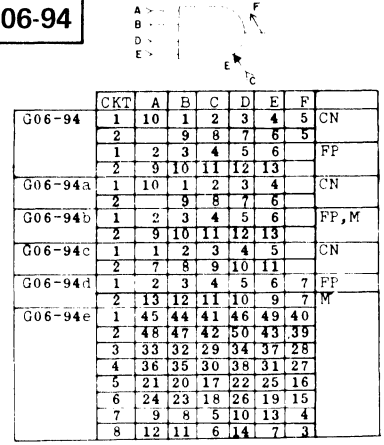 06-94
A
B
D
E
F
E
C
CKT A B C D E F
G06-94 1 10 1 2 3 4 5 CN
2 9 8 7 6 5
1 2 3 4 5 6 FP
2 9 10 11 12 13
G06-94a 1 10 1 2 3 4 CN
2 9 8 7 6
G06-94b 1 2 3 4 5 6 FP,M
2 9 10 11 12 13
G06-94c 1 1 2 3 4 5 CN
2 7 8 9 10 11
G06-94d 1 2 3 4 5 6 7 FP
2 13 12 11 10 9 7 M
G06-94e 1 45 44 41 46 49 40
2 48 47 42 50 43 39
3 33 32 29 34 37 28
4 36 35 30 38 31 27
5 21 20 17 22 25 16
6 24 23 18 26 19 15
7 9 8 5 10 13 4
8 12 11 6 14 7 3